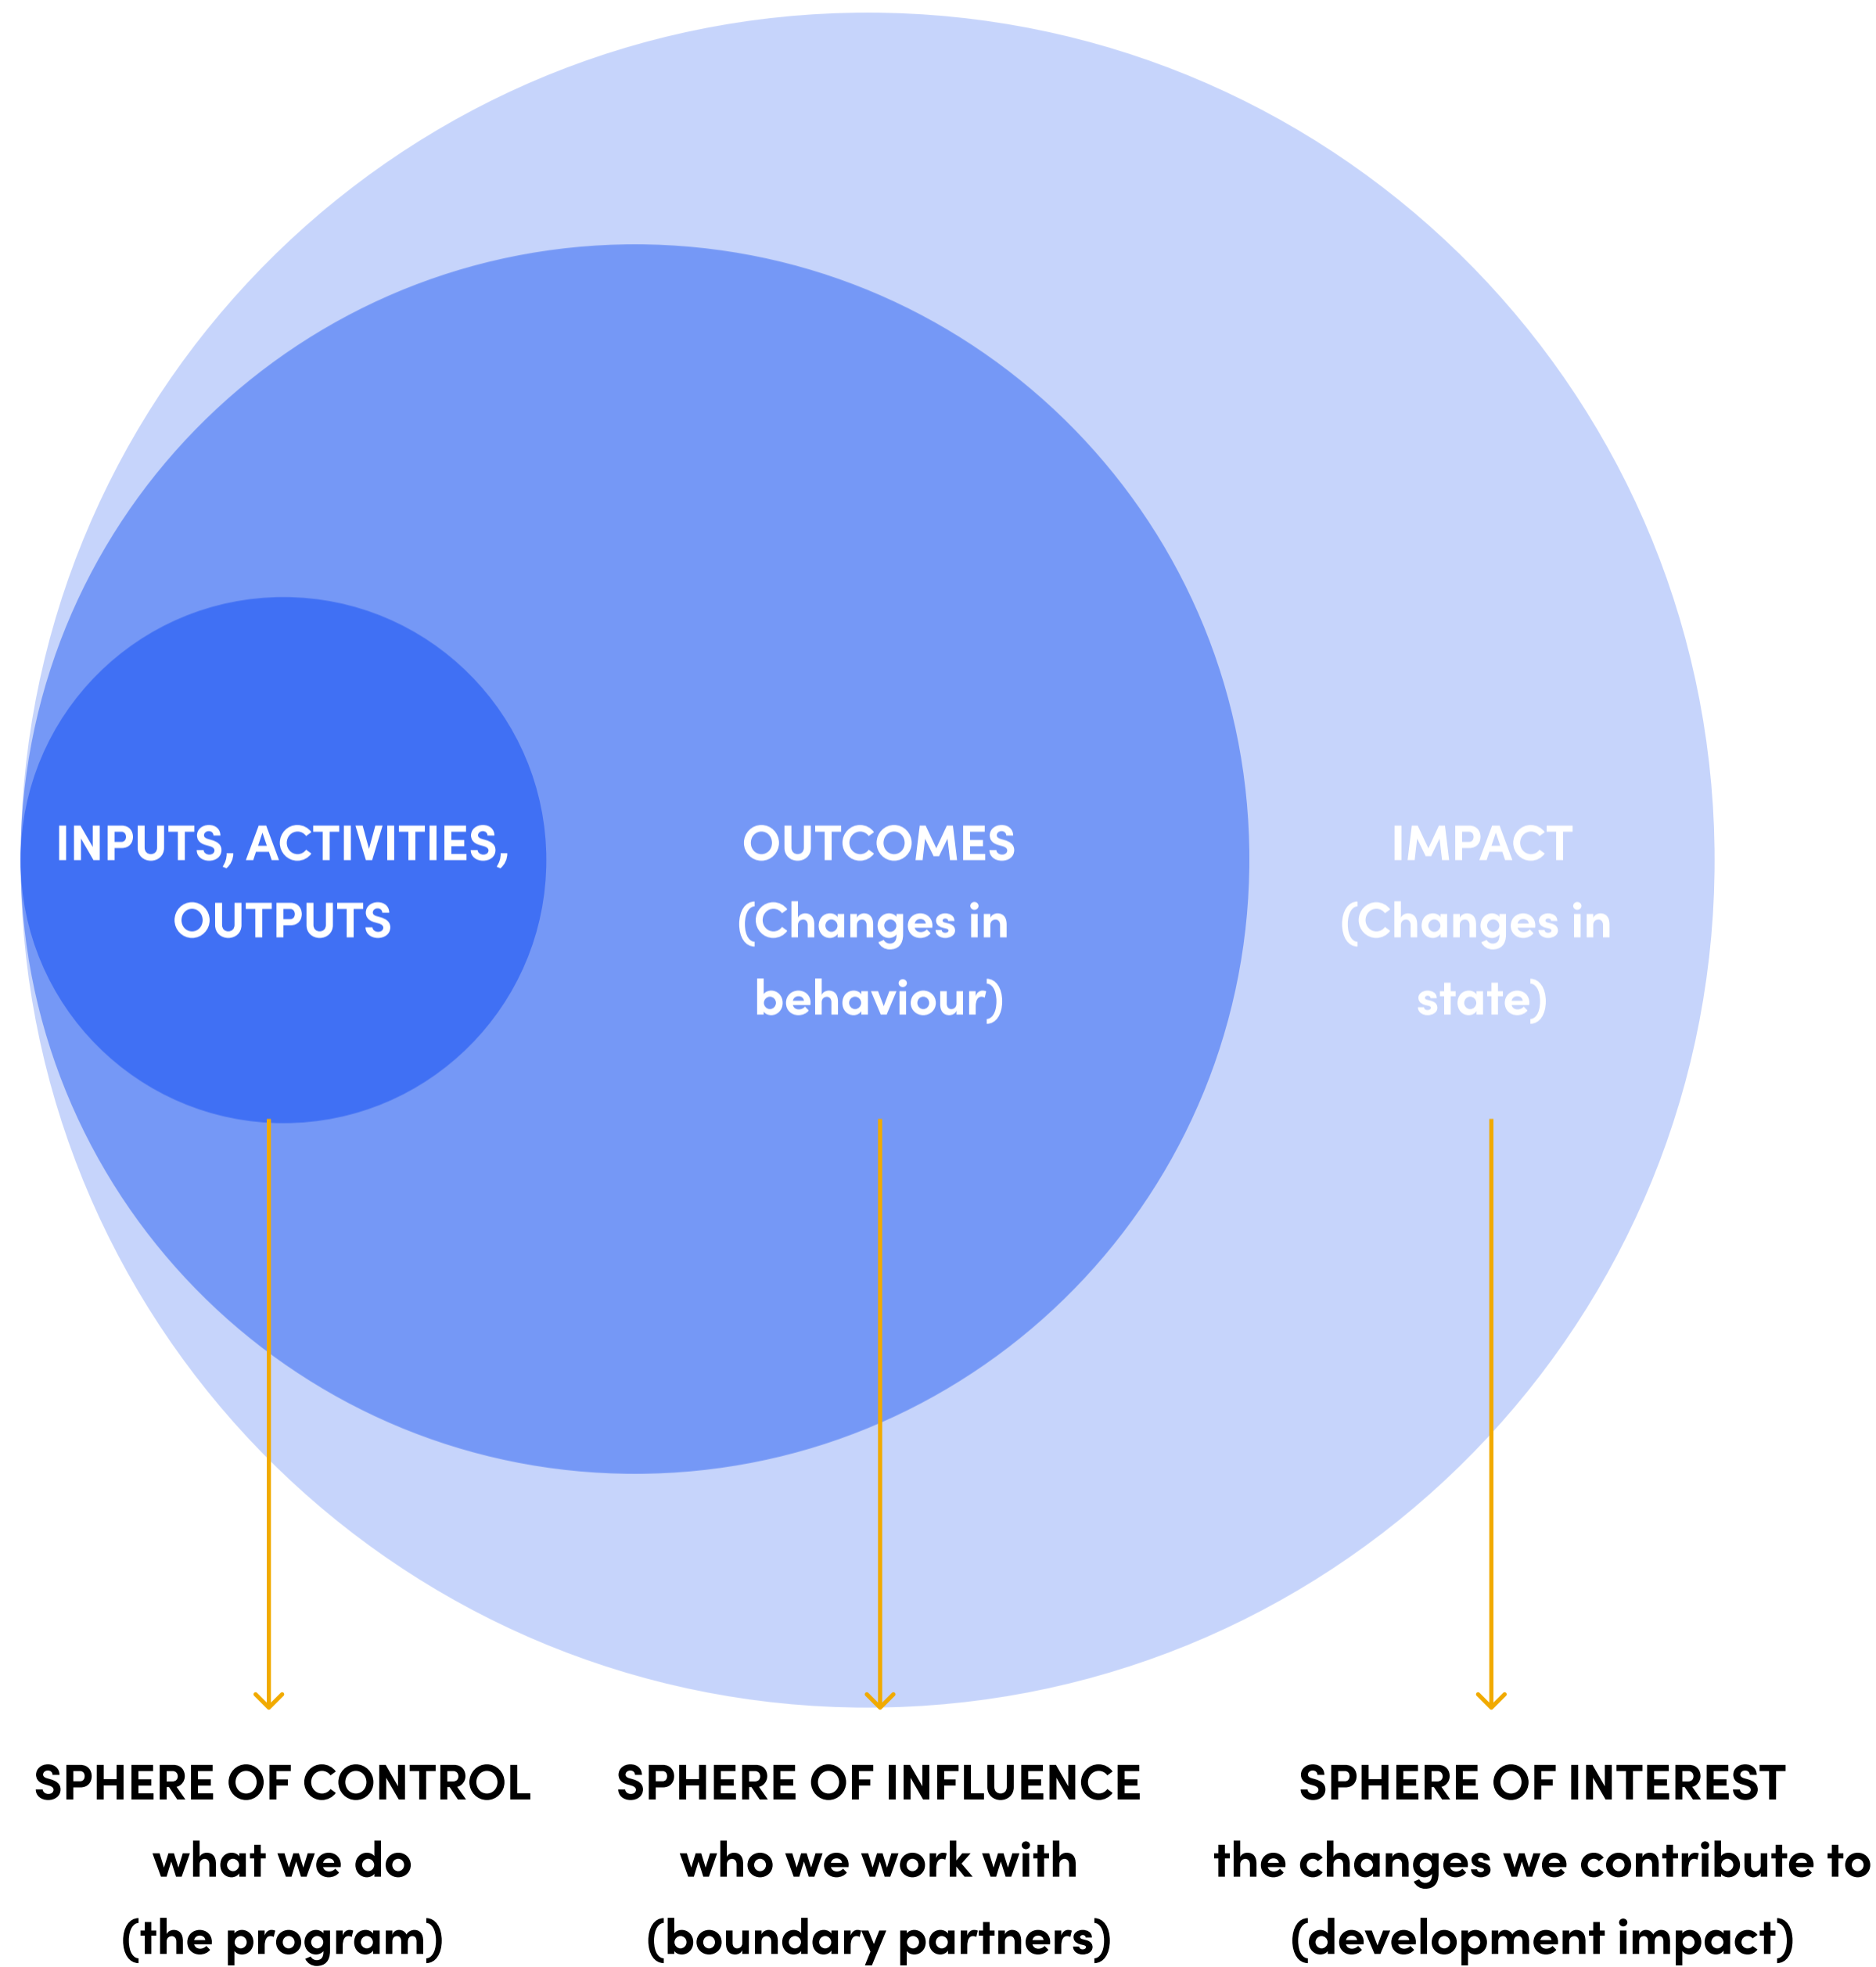 INPUTS, ACTIVITIES,
OUTPUTS
OUTCOMES
(Changes in
behaviour)
IMPACT
(Changes in
state)
SPHERE OF CONTROL
what we do
(the program)
SPHERE OF INFLUENCE
who we work with
(boundary partners)
SPHERE OF INTEREST
the changes we contribute to
(development impact)